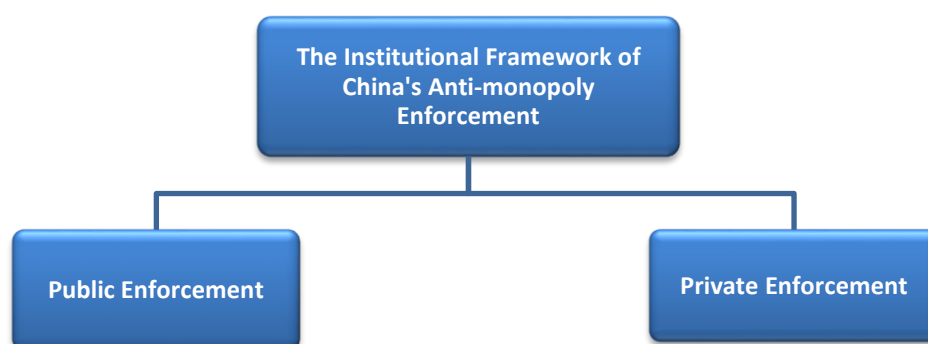 The Institutional Framework of
China's Anti-monopoly
Enforcement
Public Enforcement
Private Enforcement